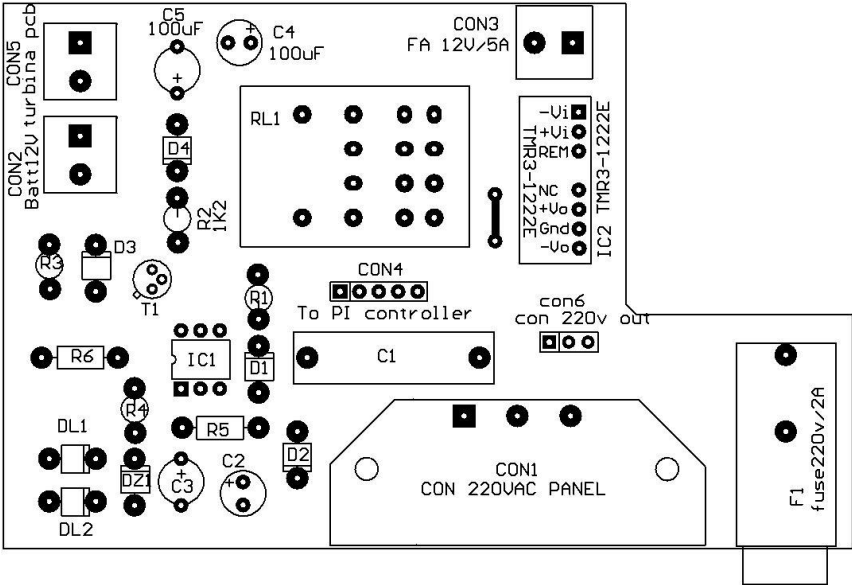 C5
100uF
C4
100uF
CON3
FA 12V/5A
CON5
turbina pcb
CON2
Batt12V
D4
RL1
-Vi
+Vi
REM
NC
+Vo
Gnd
-Vo
TMR3-1222E
IC2 TMR3-1222E
R2
1K2
R3
D3
T1
R1
CON4
To PI controller
con6
con 220v out
R6
IC1
D1
C1
R4
DL1
R5
D2
DZ1
C3
C2
DL2
CON1
CON 220VAC PANEL
F1
fuse220v/2A